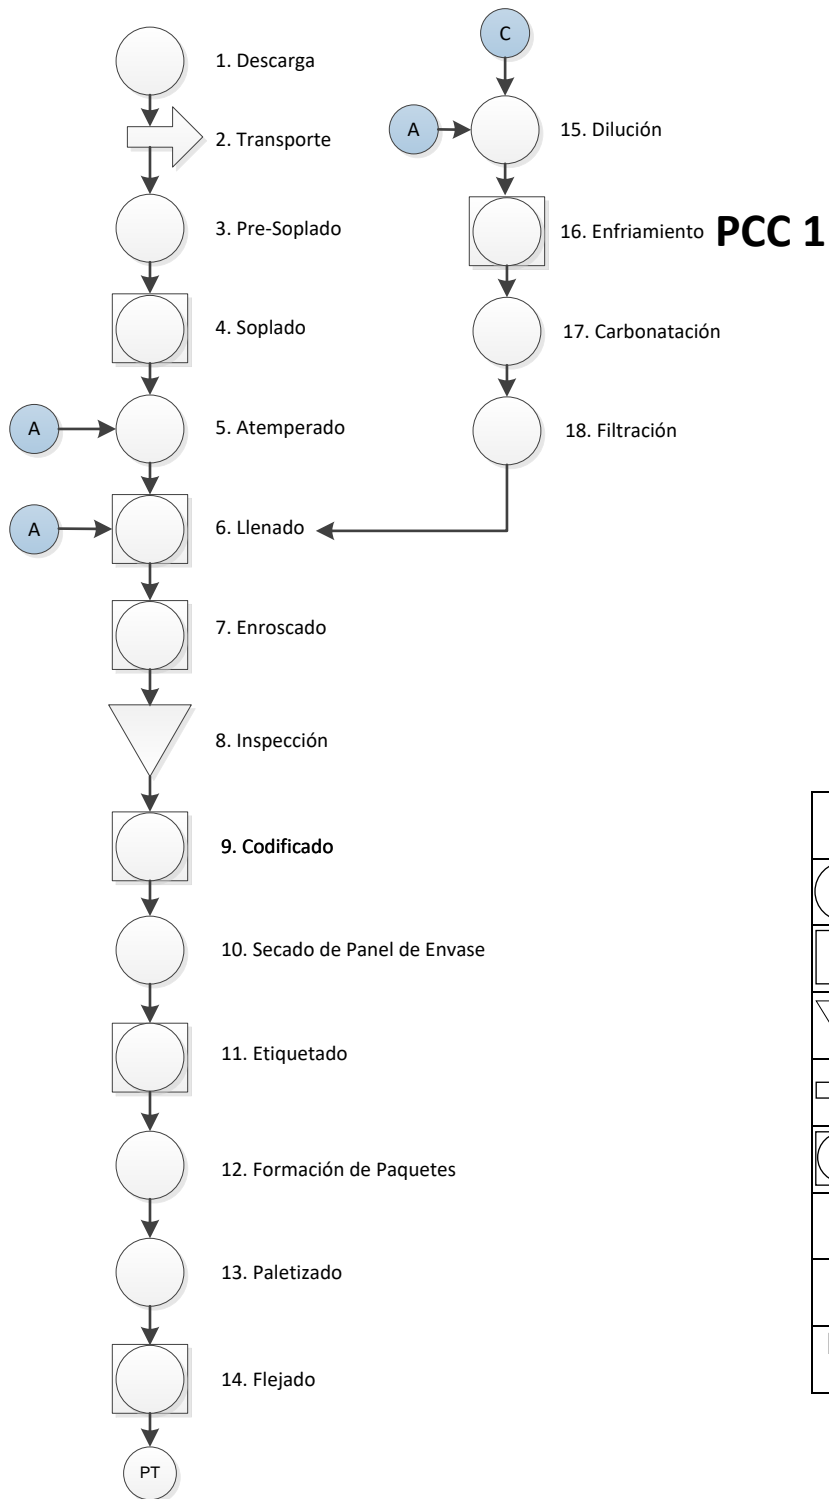 1. Descarga
2. Transporte
3. Pre-Soplado
4. Soplado
A
5. Atemperado
A
6. Llenado
7. Enroscado
8. Inspección
9. Codificado
10. Secado de Panel de Envase
11. Etiquetado
12. Formación de Paquetes
13. Paletizado
14. Flejado
PT
C
A
15. Dilución
16. Enfriamiento PCC 1
17. Carbonatación
18. Filtración